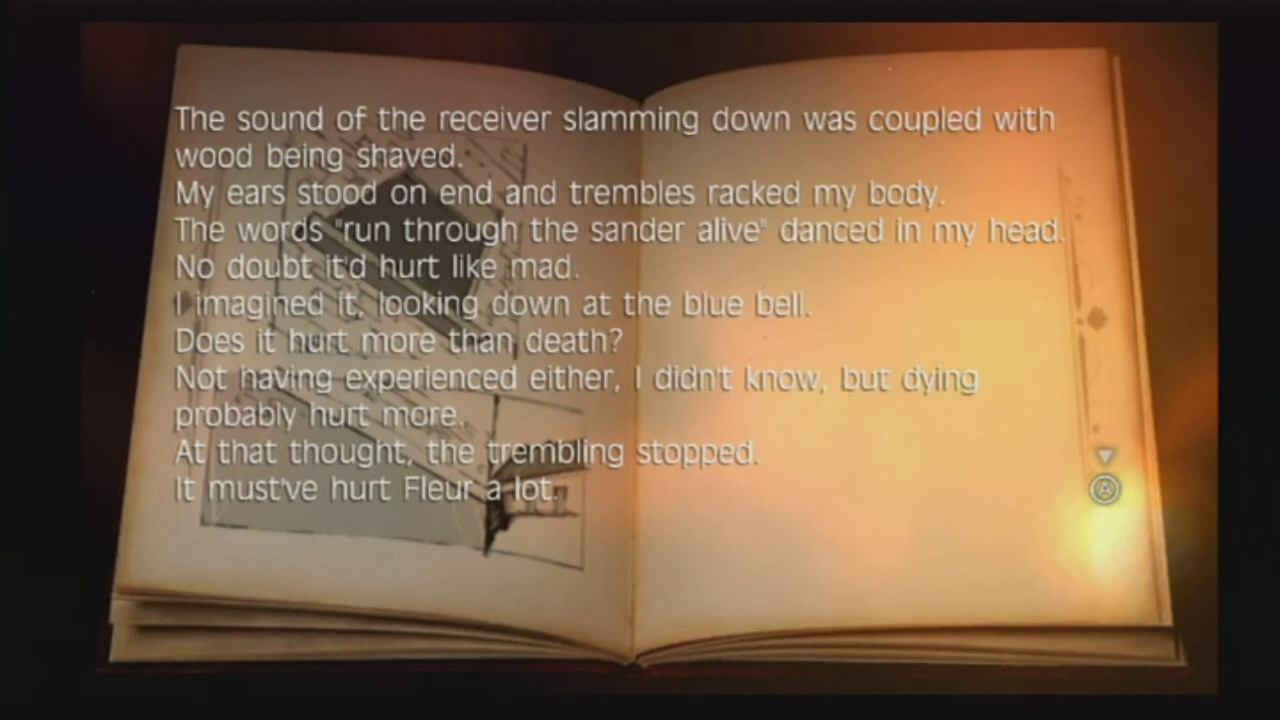 The sound of the receiver slamming down was coupled with
wood being shaved.
My ears stood on end and trembles racked my body.
The words "run through the sander alive" danced in my head.
No doubt it'd hurt like mad.
I imagined it, looking down at the blue bell.
Does it hurt more than death?
Not having experienced either, I didn't know, but dying
probably hurt more.
At that thought, the trembling stopped.
It must've hurt Fleur a lot.
A